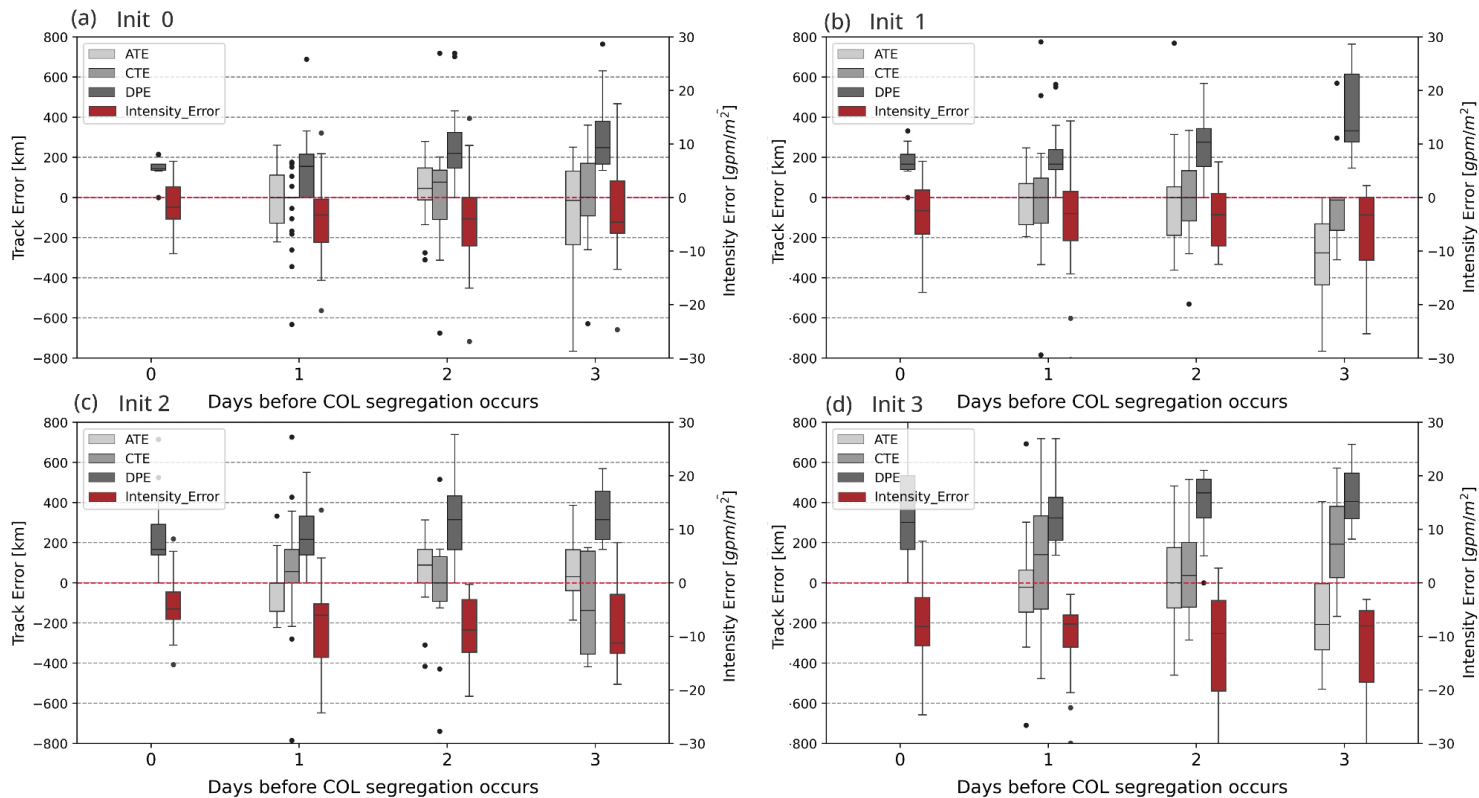 (a) Init 0
800
600
400
200
0
−200
−400
−600
−800
Track Error [km]
ATE
CTE
DPE
Intensity_Error
30
20
10
0
−10
−20
−30
Intensity Error [gpm/m²]
0 1 2 3
Days before COL segregation occurs
(b) Init 1
800
600
400
200
0
·200
·400
·600
·800
Track Error [km]
ATE
CTE
DPE
Intensity_Error
30
20
10
0
−10
−20
−30
Intensity Error [gpm/m²]
0 1 2 3
Days before COL segregation occurs
(c) Init 2
800
600
400
200
0
−200
−400
−600
−800
Track Error [km]
ATE
CTE
DPE
Intensity_Error
30
20
10
0
−10
−20
−30
Intensity Error [gpm/m²]
0 1 2 3
Days before COL segregation occurs
(d) Init 3
800
600
400
200
0
·200
·400
·600
·800
Track Error [km]
ATE
CTE
DPE
Intensity_Error
30
20
10
0
−10
−20
−30
Intensity Error [gpm/m²]
0 1 2 3
Days before COL segregation occurs